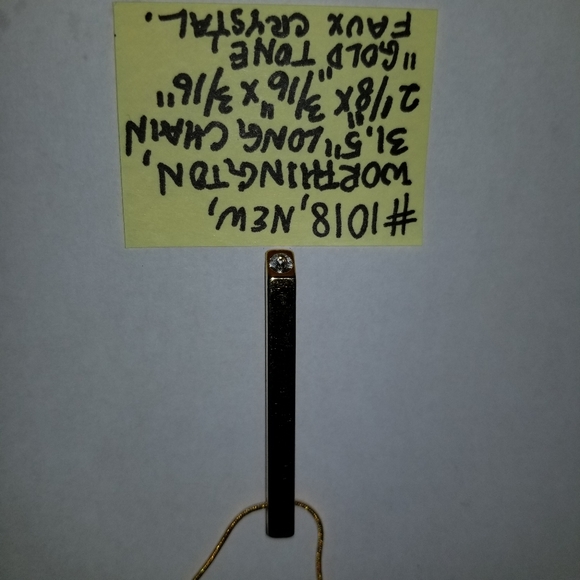 #1018, NEW,
WORTHINGTON,
31.5" LONG CHAIN
2 1/8" X 3/16" X 3/16"
"GOLD TONE"
FAUX CRYSTAL.